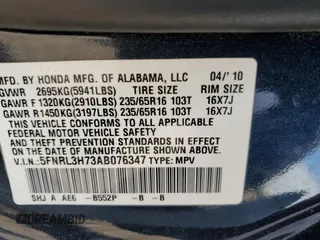 MFD. BY HONDA MFG. OF ALABAMA, LLC 04/'10
GVWR 2695KG(5941LBS) TIRE SIZE RIM SIZE
GAWR F 1320KG(2910LBS) 235/65R16 103T 16X7J
GAWR R1450KG(3197LBS) 235/65R16 103T 16X7J
THIS VEHICLE CONFORMS TO ALL APPLICABLE
FEDERAL MOTOR VEHICLE SAFETY
AND THEFT PREVENTION STANDARDS IN EFFECT
ON THE DATE OF MANUFACTURE SHOWN ABOVE.
V.I.N.:5FNRL3H73AB076347 TYPE: MPV
SHJ A AE6 -B552P -B -B
© RAWBIDINFO